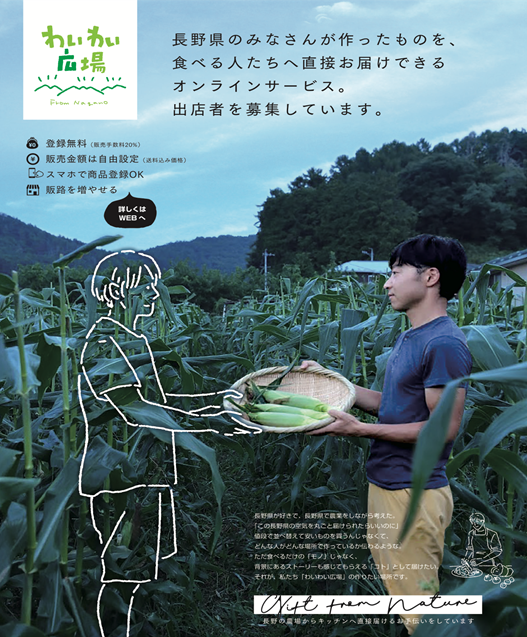 わいわい
広場
From Nagano
長野県のみなさんが作ったものを、
食べる人たちへ直接お届けできる
オンラインサービス。
出店者を募集しています。
¥0 登録無料（販売手数料20%）
¥ 販売金額は自由設定（送料込み価格）
スマホで商品登録OK
販路を増やせる
詳しくは
WEBへ
長野県が好きで、長野県で農業をしながら考えた。
「この長野県の空気を丸ごと届けられたらいいのに」
値段で並べ替えて安いものを買うんじゃなくて、
どんな人がどんな場所で作っているか伝わるような。
ただ食べるだけの「モノ」じゃなく、
背景にあるストーリーも感じてもらえる「コト」として届けたい。
それが、私たち「わいわい広場」の作りたい場所です。
Gift from Nature
長野の農場からキッチンへ直接届けるお手伝いをしています